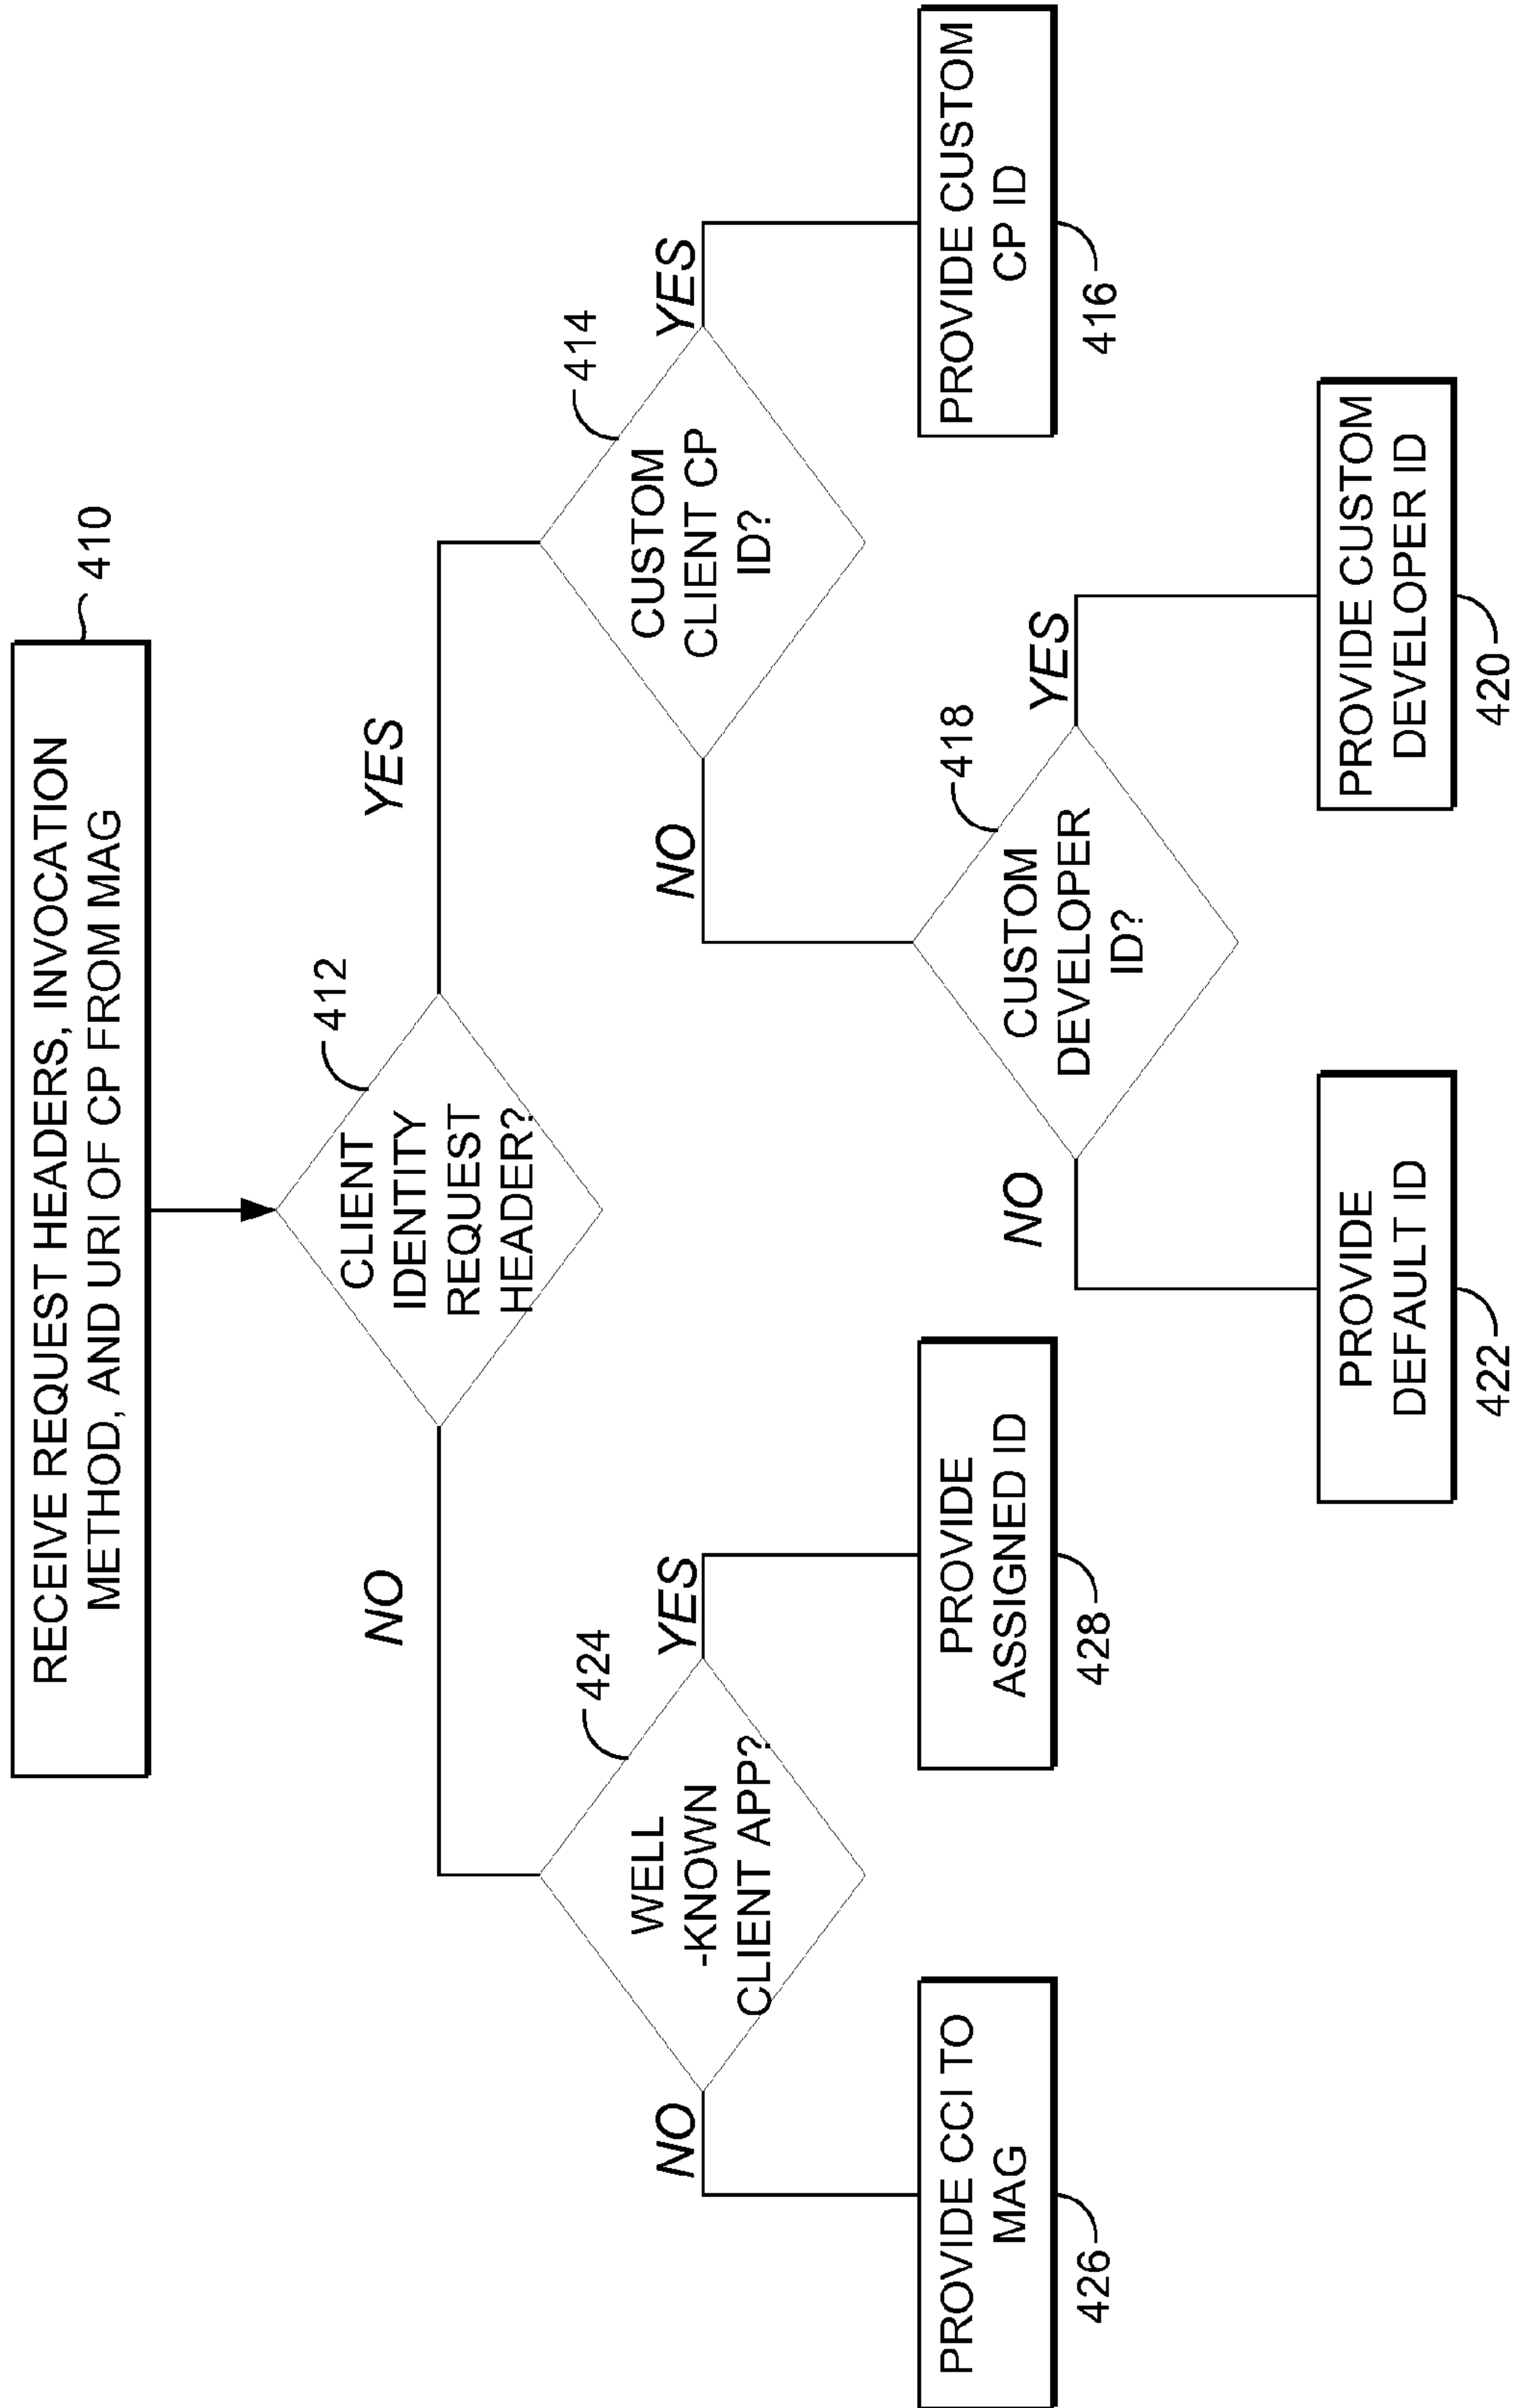 RECEIVE REQUEST HEADERS, INVOCATION
METHOD, AND URI OF CP FROM MAG
410
CLIENT
IDENTITY
REQUEST
HEADER?
412
NO
YES
WELL
-KNOWN
CLIENT APP?
424
NO
YES
CUSTOM
CLIENT CP
ID?
414
NO
YES
PROVIDE CCI TO
MAG
426
PROVIDE
ASSIGNED ID
428
CUSTOM
DEVELOPER
ID?
418
NO
YES
PROVIDE CUSTOM
CP ID
416
PROVIDE
DEFAULT ID
422
PROVIDE CUSTOM
DEVELOPER ID
420